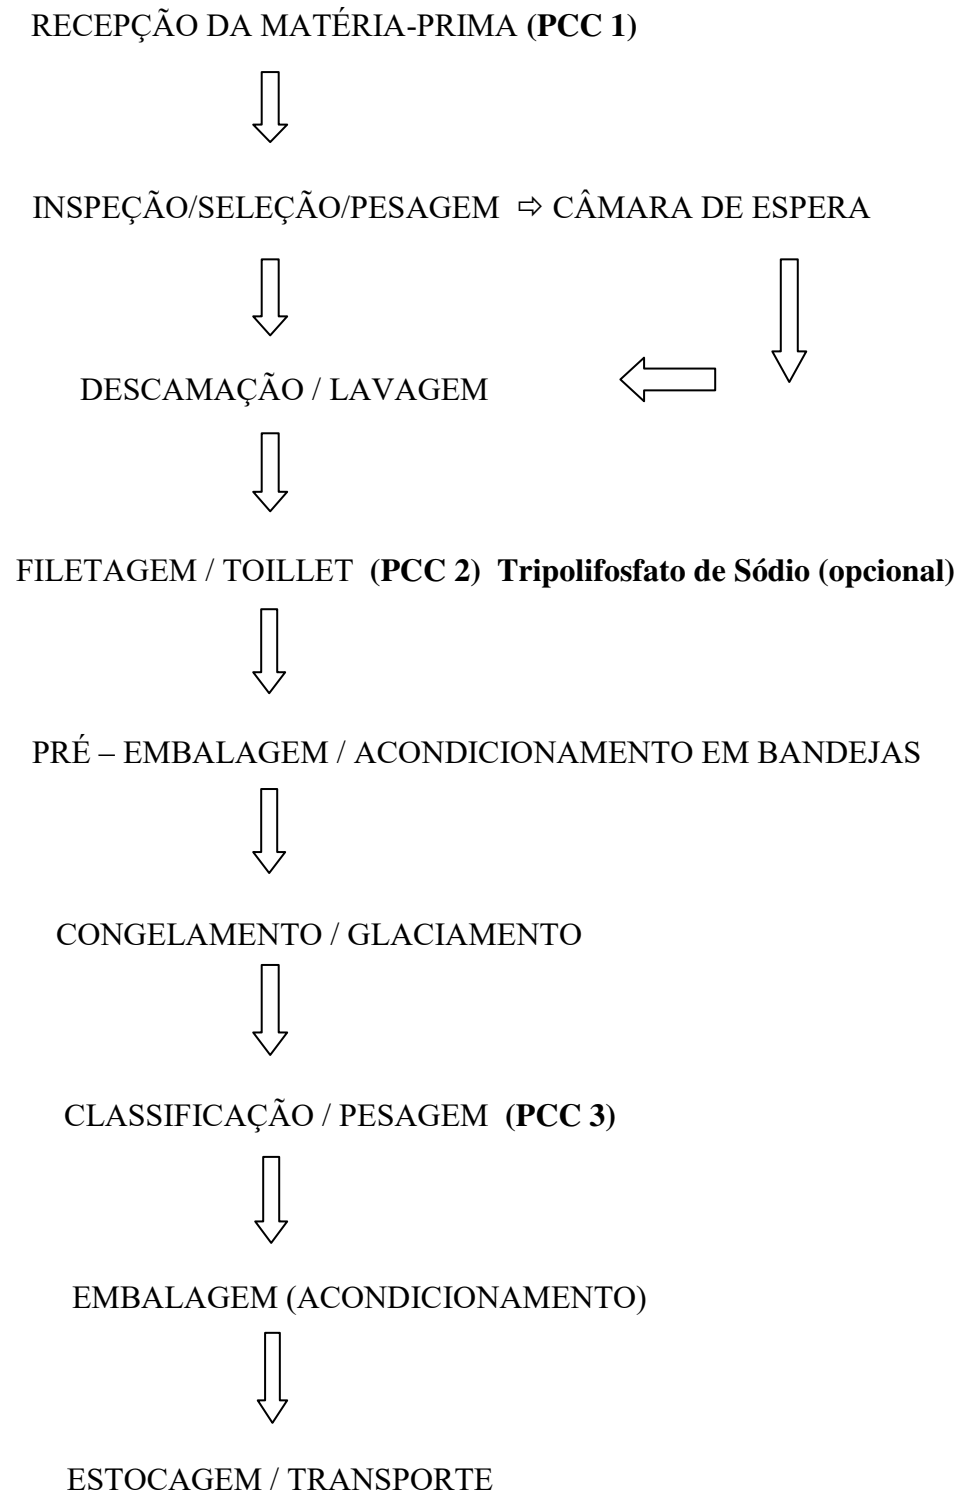 RECEPÇÃO DA MATÉRIA-PRIMA (PCC 1)
INSPEÇÃO/SELEÇÃO/PESAGEM ⇨ CÂMARA DE ESPERA
DESCAMAÇÃO / LAVAGEM
FILETAGEM / TOILLET (PCC 2) Tripolifosfato de Sódio (opcional)
PRÉ – EMBALAGEM / ACONDICIONAMENTO EM BANDEJAS
CONGELAMENTO / GLACIAMENTO
CLASSIFICAÇÃO / PESAGEM (PCC 3)
EMBALAGEM (ACONDICIONAMENTO)
ESTOCAGEM / TRANSPORTE